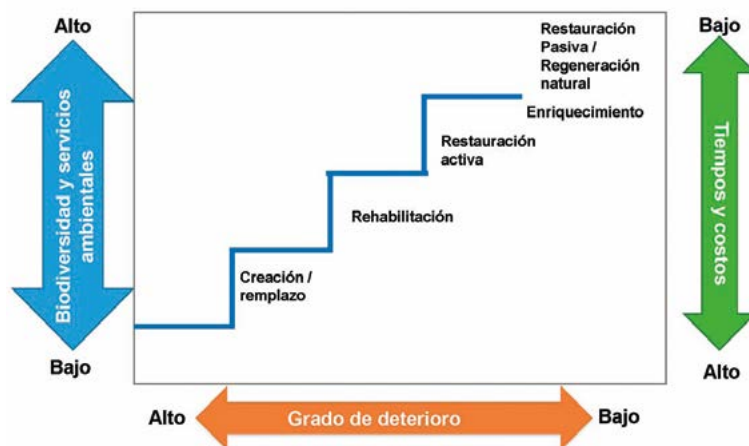 Alto
Biodiversidad y servicios
ambientales
Bajo
Restauración
Pasiva /
Regeneración
natural
Enriquecimiento
Restauración
activa
Rehabilitación
Creación /
remplazo
Bajo
Tiempos y costos
Alto
Alto
Grado de deterioro
Bajo